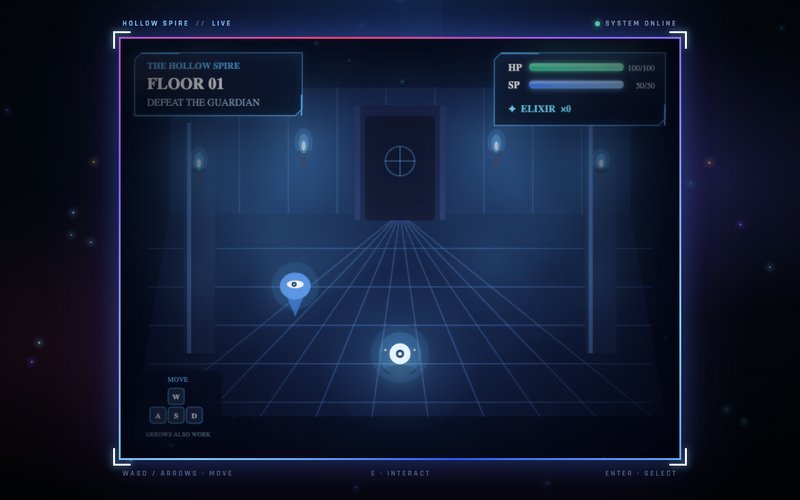 HOLLOW SPIRE // LIVE
SYSTEM ONLINE
THE HOLLOW SPIRE
FLOOR 01
DEFEAT THE GUARDIAN
HP 100/100
SP 50/50
ELIXIR ×0
MOVE
W
A S D
ARROWS ALSO WORK
WASD / ARROWS · MOVE
E · INTERACT
ENTER · SELECT